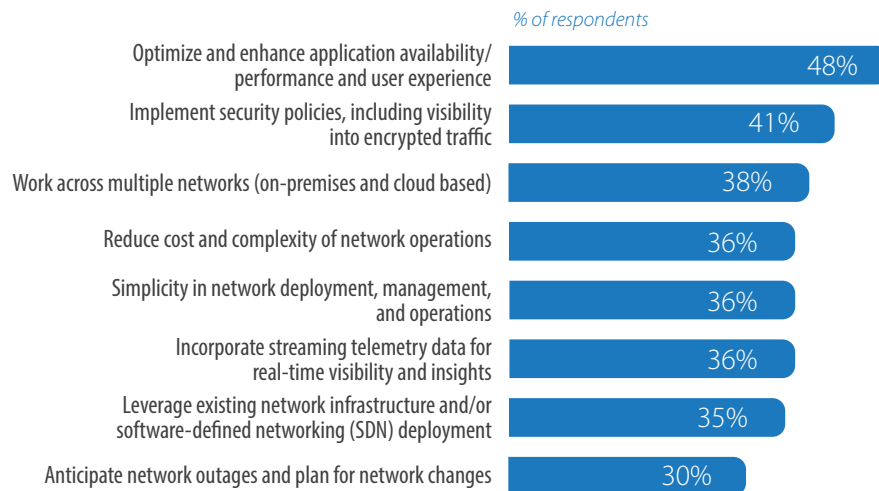 % of respondents
Optimize and enhance application availability/
performance and user experience
48%
Implement security policies, including visibility
into encrypted traffic
41%
Work across multiple networks (on-premises and cloud based)
38%
Reduce cost and complexity of network operations
36%
Simplicity in network deployment, management,
and operations
36%
Incorporate streaming telemetry data for
real-time visibility and insights
36%
Leverage existing network infrastructure and/or
software-defined networking (SDN) deployment
35%
Anticipate network outages and plan for network changes
30%